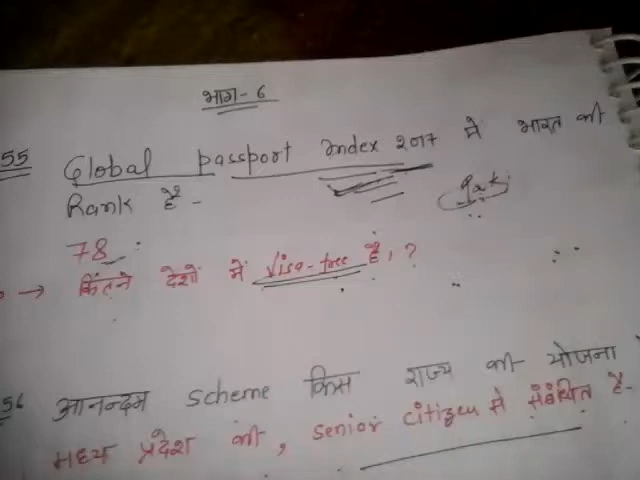 भाग- 6
55 Global passport Index 2017 में भारत की
Rank है -
78
→ कितने देशों में Visa-free है, ?
56 आनन्दम scheme किस राज्य की योजना
मध्य प्रदेश की, senior citizen से संबंधित है-